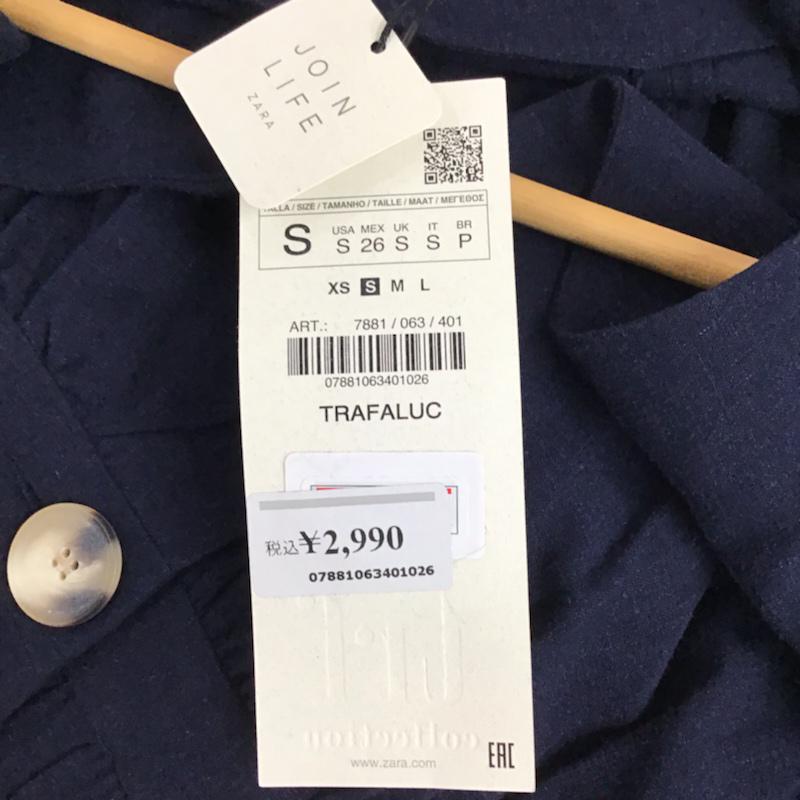 JOIN
LIFE
ZARA
TALLA / SIZE / TAMANHO / TAILLE / MAAT / ΜΕΓΕΘΟΣ
S
USA MEX UK IT BR
S 26 S S P
XS S M L
ART.: 7881 / 063 / 401
07881063401026
TRAFALUC
税込¥2,990
07881063401026
collection
www.zara.com
EAC